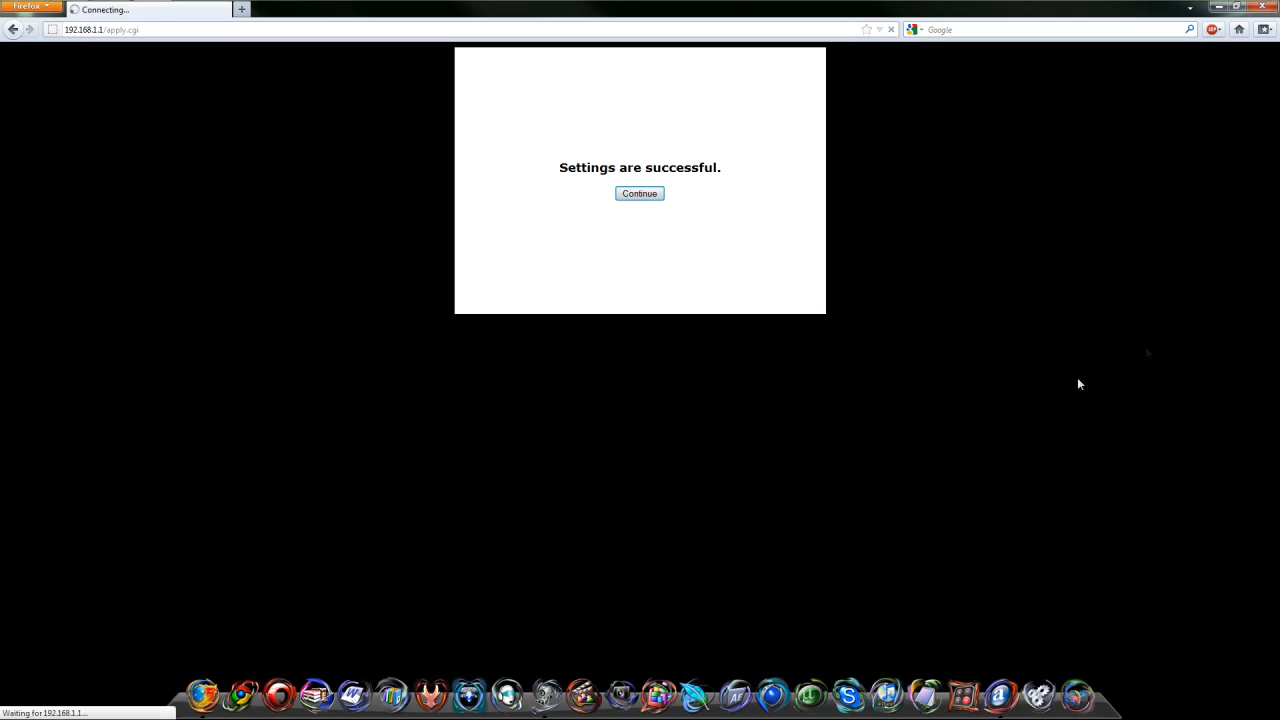 Firefox
Connecting...
192.168.1.1/apply.cgi
Google
ABP
Settings are successful.
Continue
Waiting for 192.168.1.1...